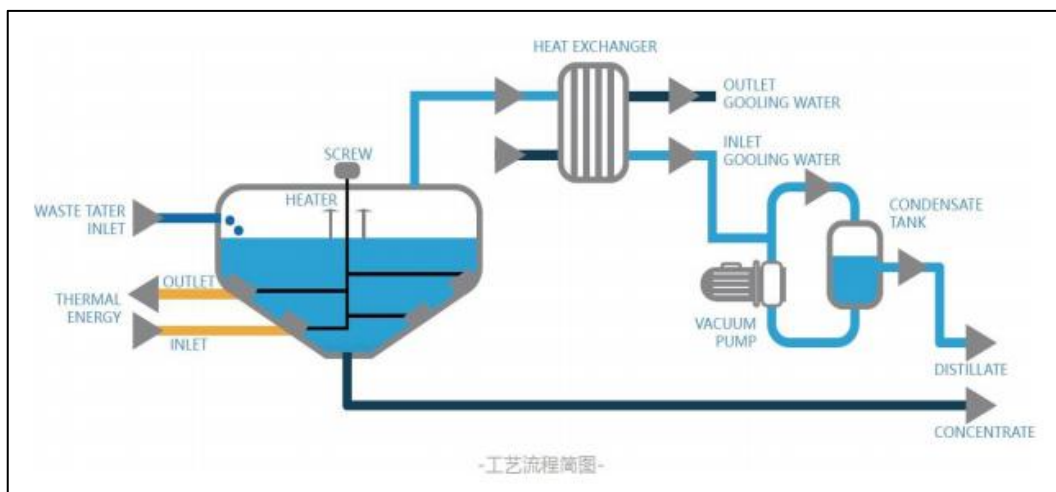 HEAT EXCHANGER
OUTLET
GOOLING WATER
INLET
GOOLING WATER
SCREW
HEATER
WASTE TATER
INLET
CONDENSATE
TANK
OUTLET
THERMAL
ENERGY
INLET
VACUUM
PUMP
DISTILLATE
CONCENTRATE
-工艺流程简图-